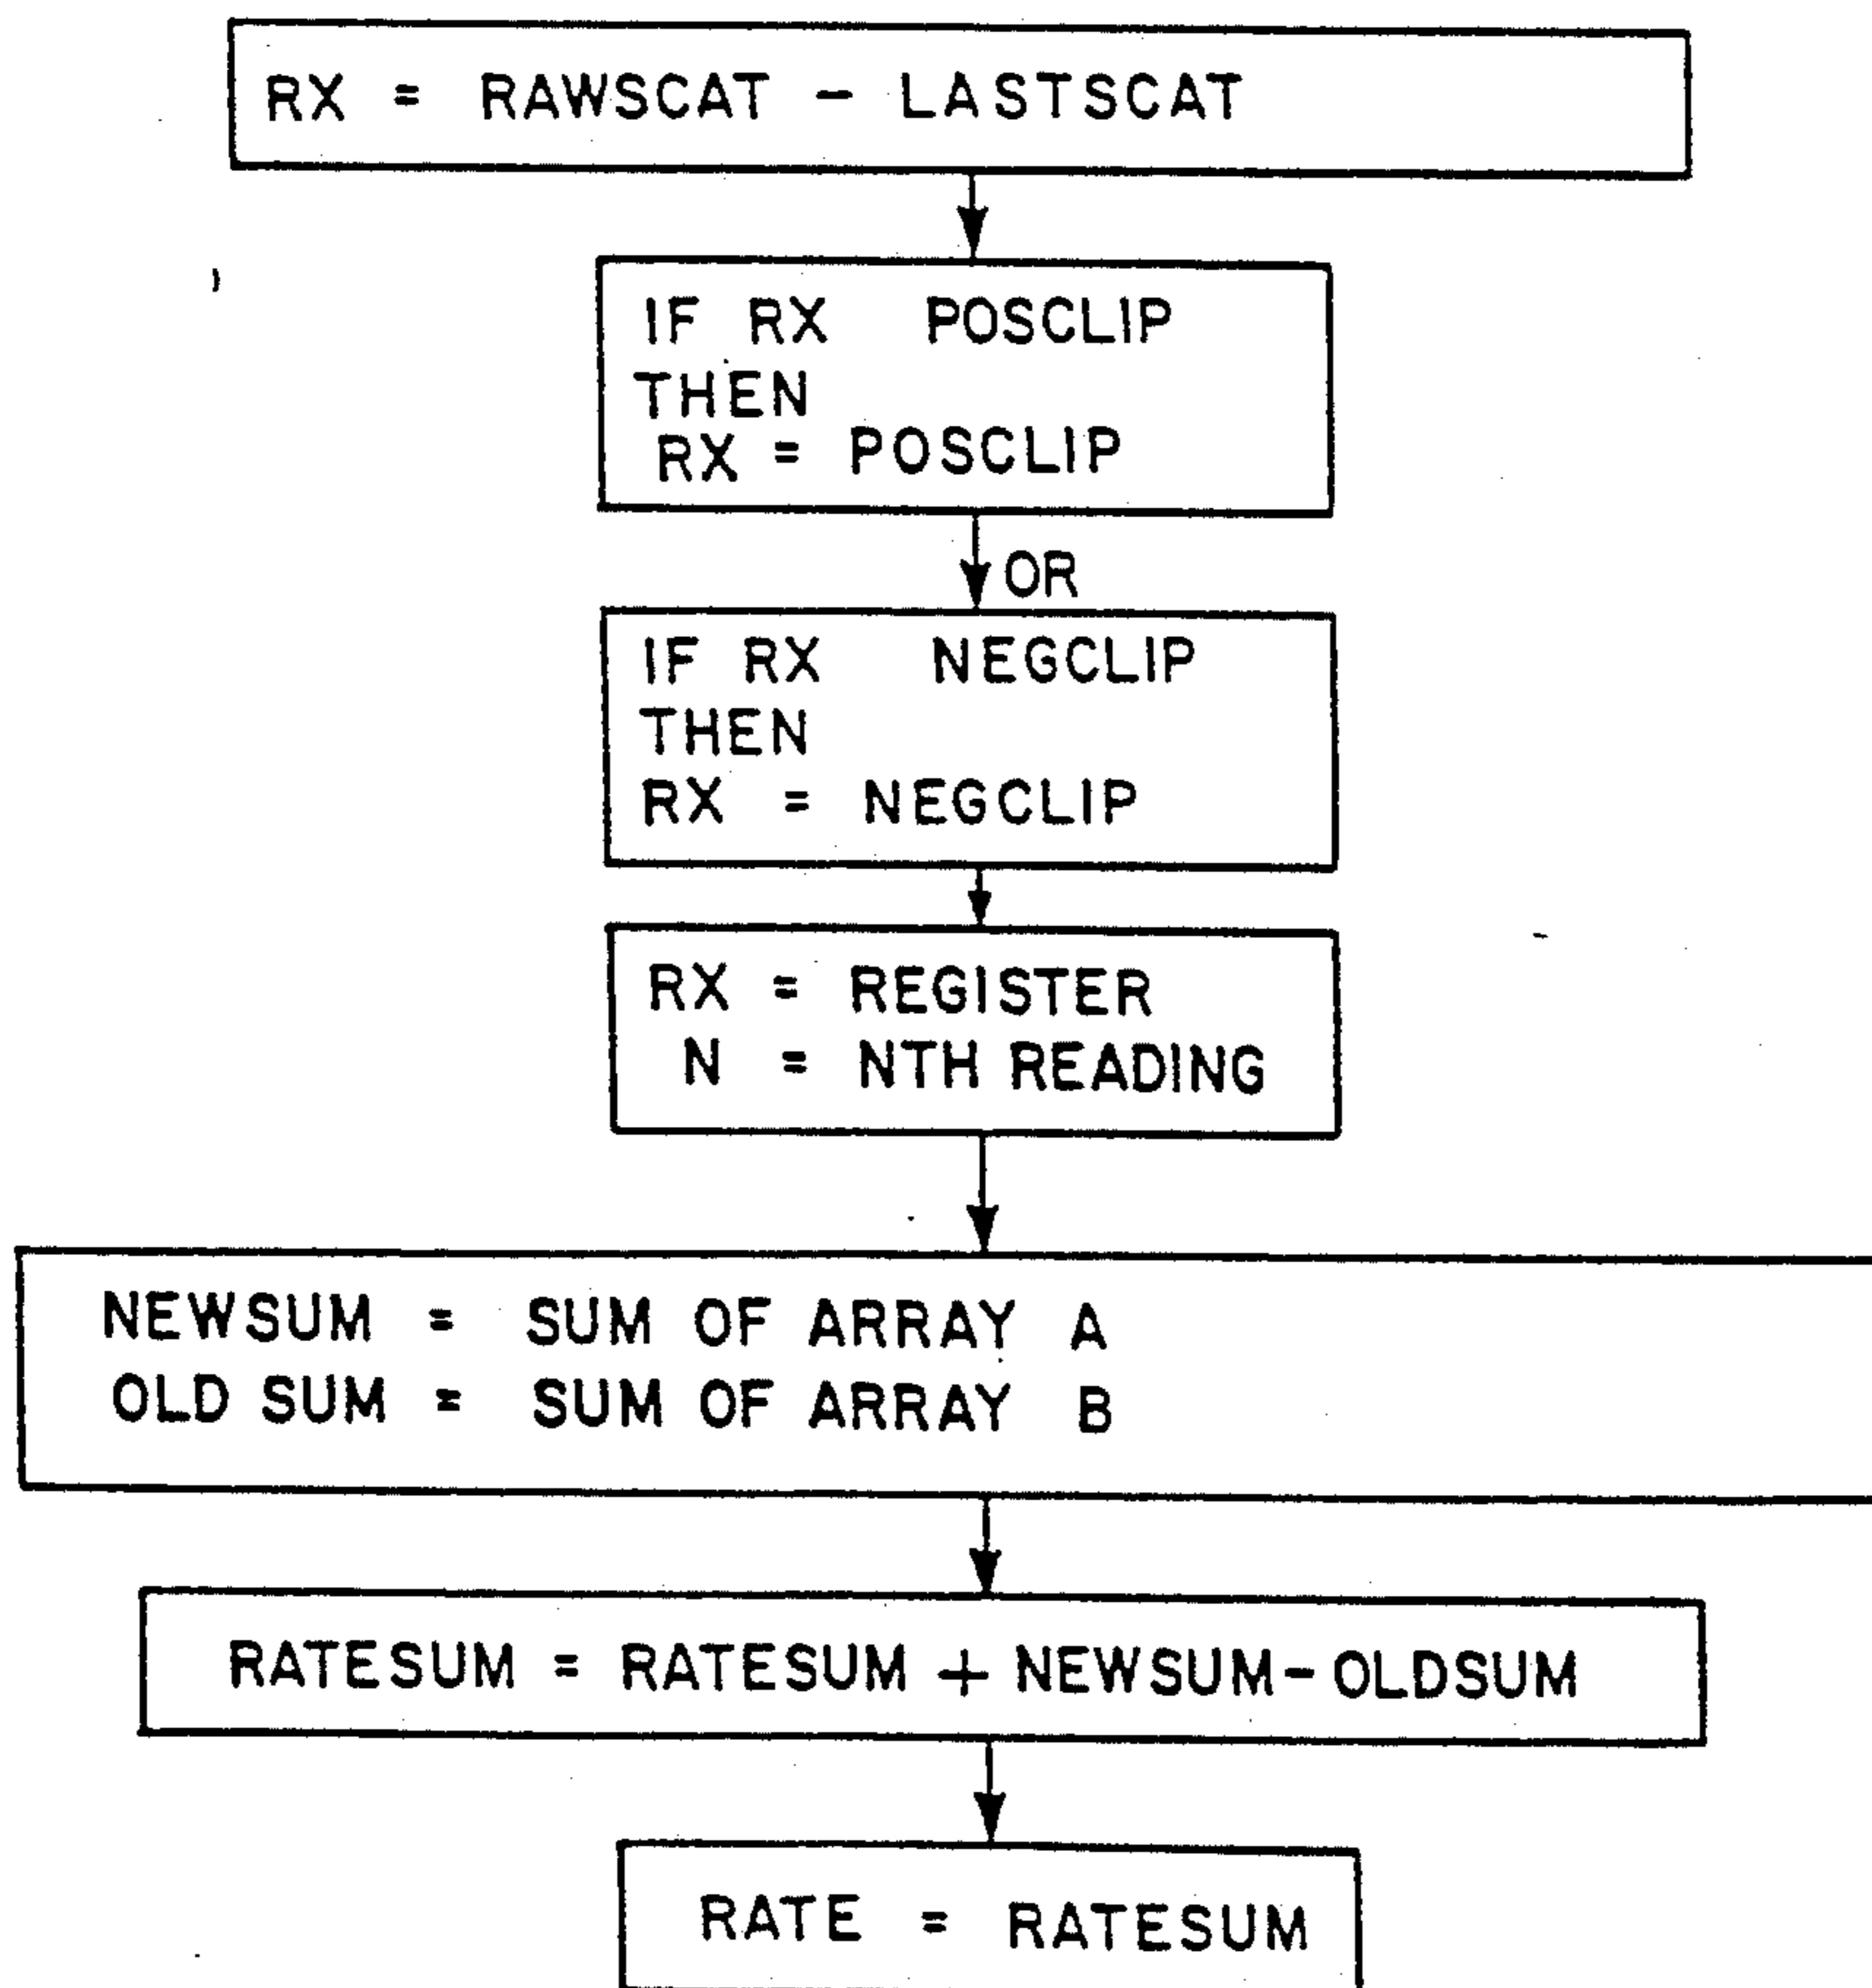 RX = RAWSCAT - LASTSCAT
IF RX POSCLIP
THEN
RX = POSCLIP
OR
IF RX NEGCLIP
THEN
RX = NEGCLIP
RX = REGISTER
N = NTH READING
NEWSUM = SUM OF ARRAY A
OLD SUM = SUM OF ARRAY B
RATESUM = RATESUM + NEWSUM-OLDSUM
RATE = RATESUM